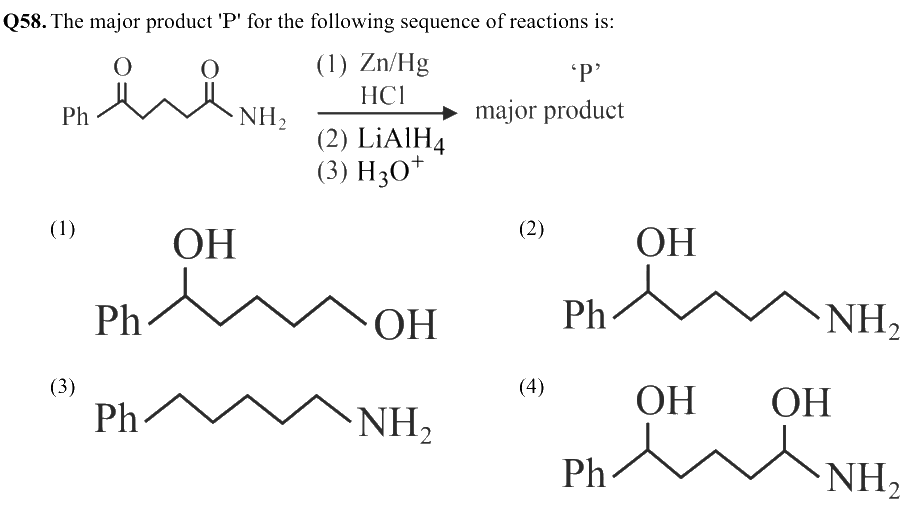 Q58. The major product 'P' for the following sequence of reactions is:
O O
Ph NH₂
(1) Zn/Hg
HCl
(2) LiAlH₄
(3) H₃O⁺
‘P’
major product
(1)
OH
Ph OH
(2)
OH
Ph NH₂
(3)
Ph NH₂
(4)
OH OH
Ph NH₂